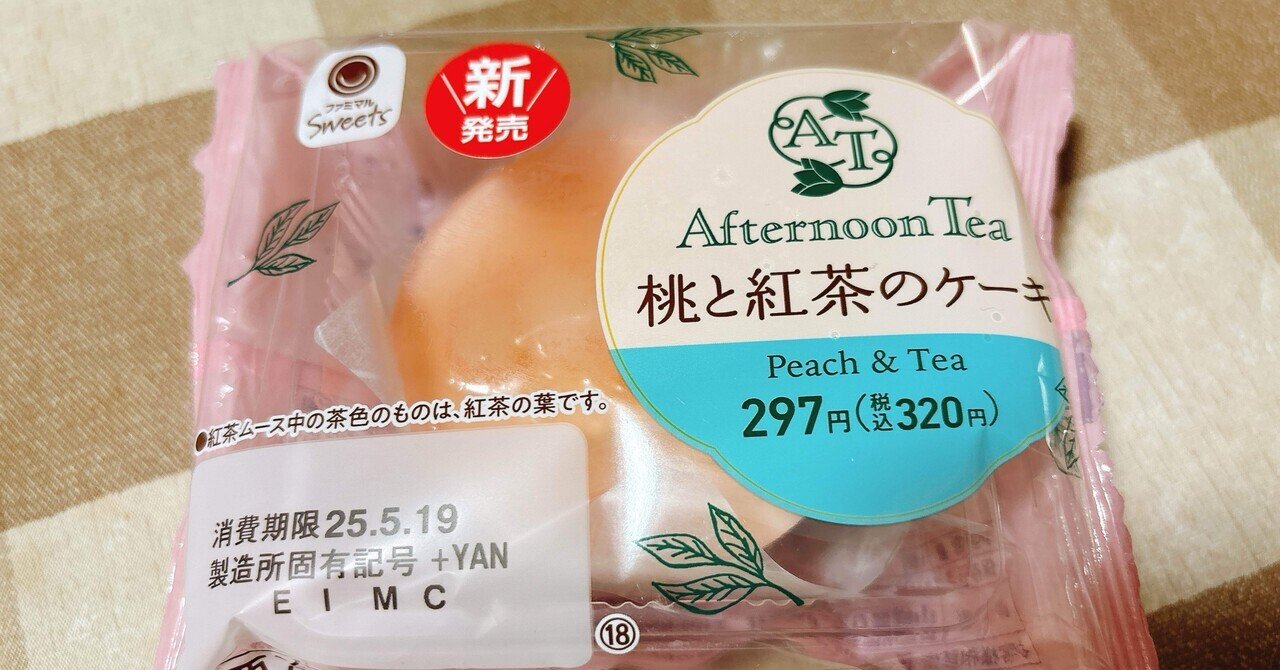 ファミマル
Sweets
新
発売
AT
Afternoon Tea
桃と紅茶のケーキ
Peach & Tea
297円(税込320円)
●紅茶ムース中の茶色のものは、紅茶の葉です。
消費期限25.5.19
製造所固有記号 +YAN
E I M C
⑱